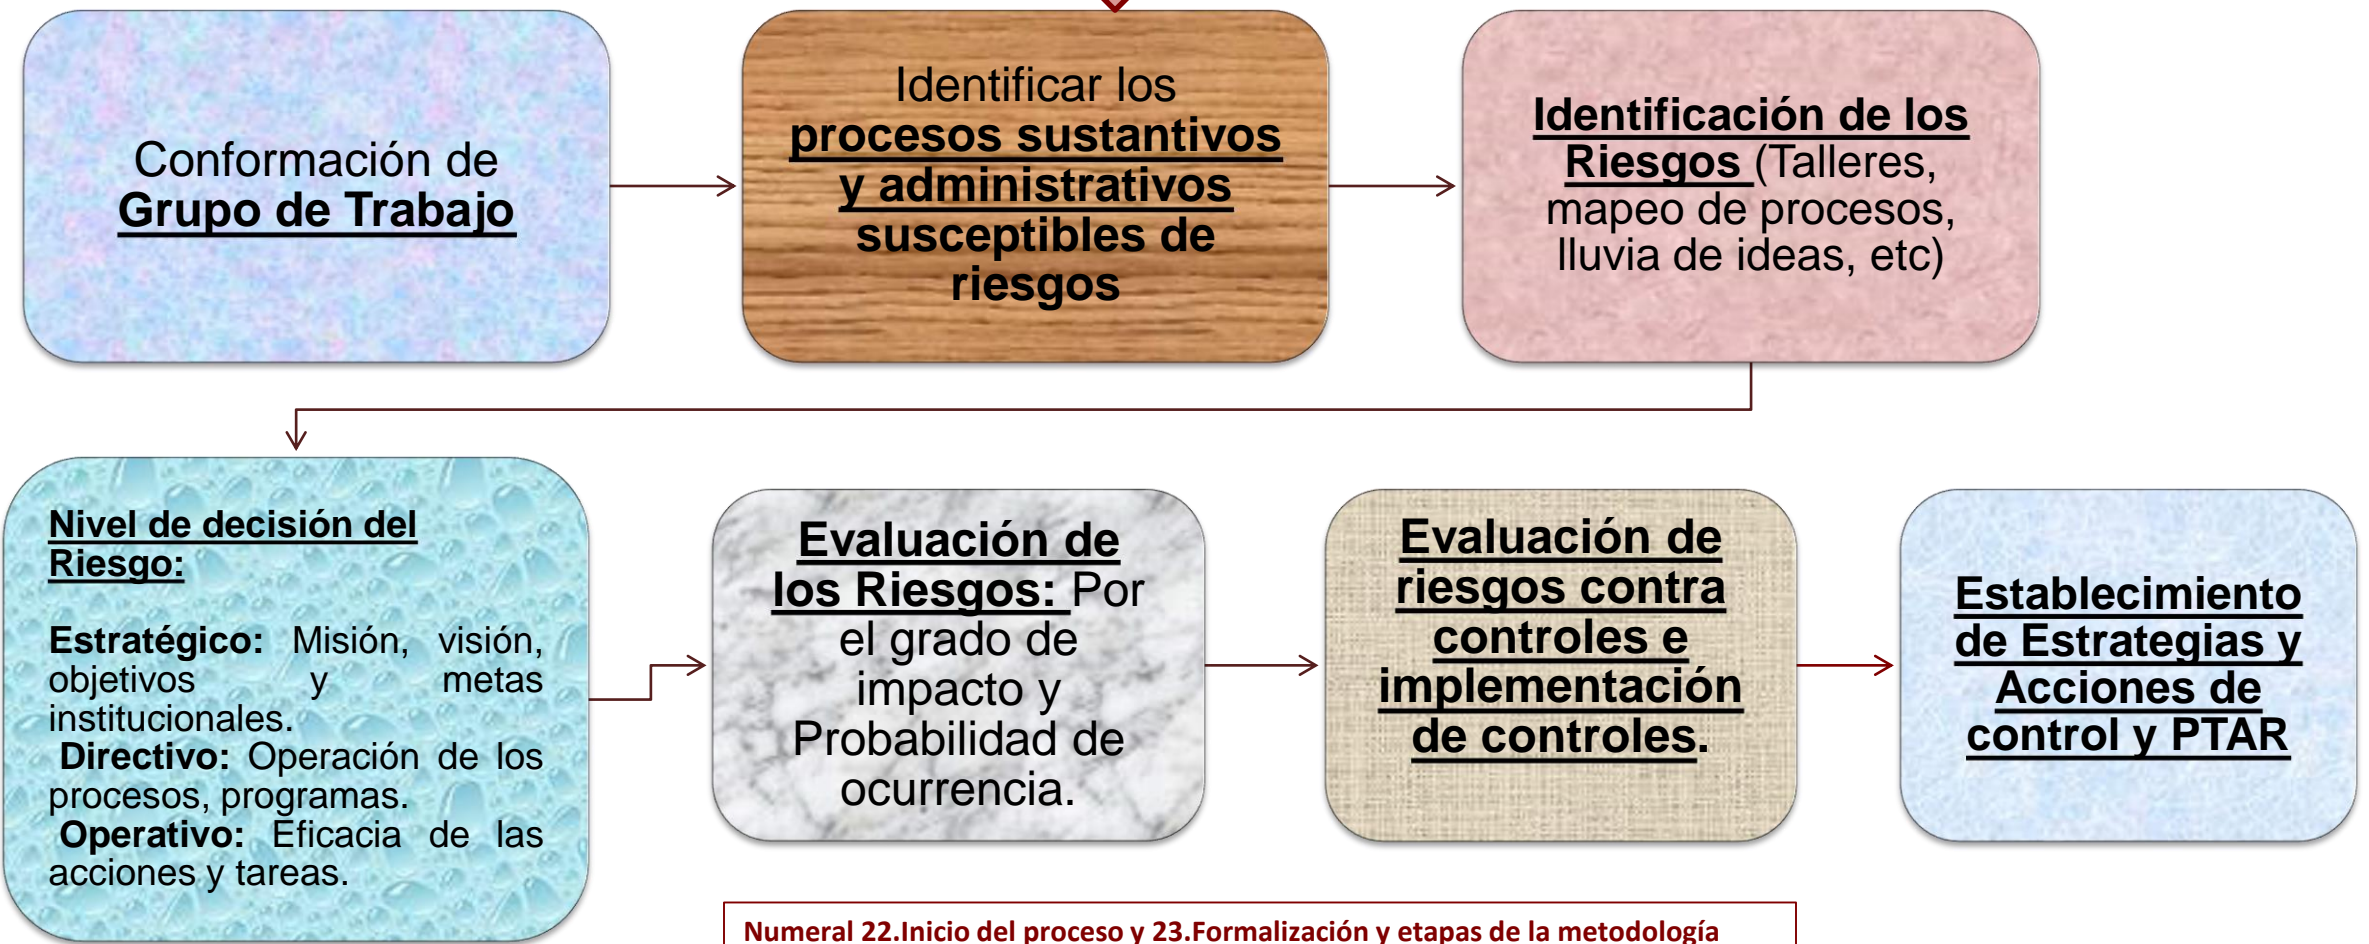 Conformación de
Grupo de Trabajo
Identificar los
procesos sustantivos
y administrativos
susceptibles de
riesgos
Identificación de los
Riesgos (Talleres,
mapeo de procesos,
lluvia de ideas, etc)
Nivel de decisión del
Riesgo:
Estratégico: Misión, visión,
objetivos y metas
institucionales.
Directivo: Operación de los
procesos, programas.
Operativo: Eficacia de las
acciones y tareas.
Evaluación de
los Riesgos: Por
el grado de
impacto y
Probabilidad de
ocurrencia.
Evaluación de
riesgos contra
controles e
implementación
de controles.
Establecimiento
de Estrategias y
Acciones de
control y PTAR
Numeral 22.Inicio del proceso y 23.Formalización y etapas de la metodología